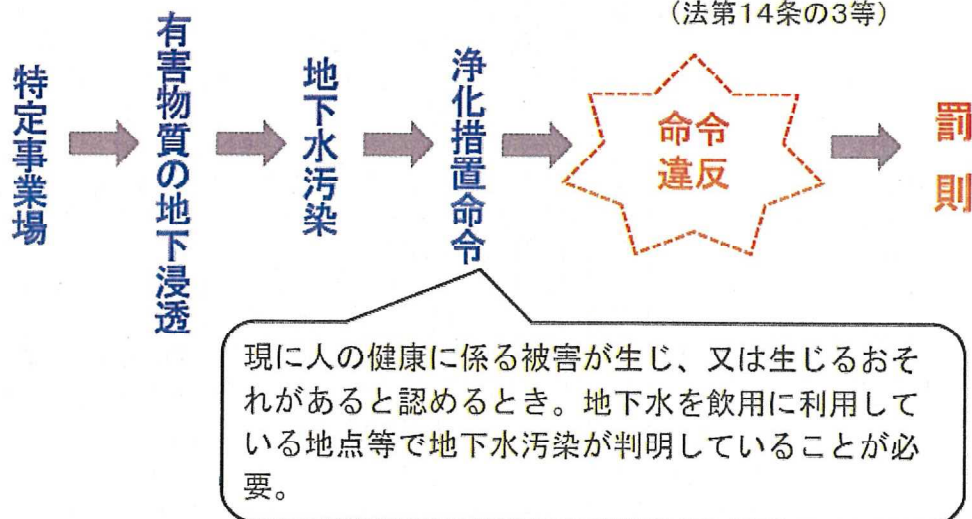 (法第14条の3等)
特定事業場
有害物質の地下浸透
地下水汚染
浄化措置命令
命令
違反
罰則
現に人の健康に係る被害が生じ、又は生じるおそ
れがあると認めるとき。地下水を飲用に利用して
いる地点等で地下水汚染が判明していることが必
要。